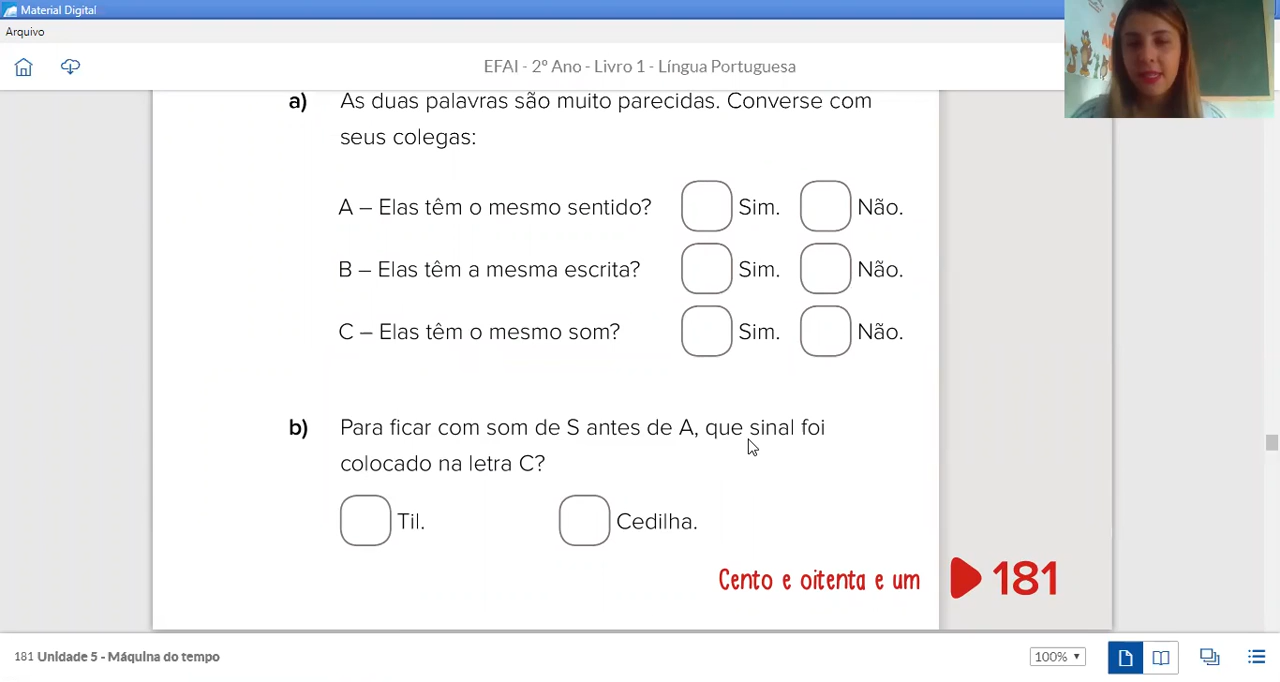 Material Digital
Arquivo
EFAI - 2º Ano - Livro 1 - Língua Portuguesa
a) As duas palavras são muito parecidas. Converse com
seus colegas:
A – Elas têm o mesmo sentido? Sim. Não.
B – Elas têm a mesma escrita? Sim. Não.
C – Elas têm o mesmo som? Sim. Não.
b) Para ficar com som de S antes de A, que sinal foi
colocado na letra C?
Til. Cedilha.
Cento e oitenta e um 181
181 Unidade 5 - Máquina do tempo 100%